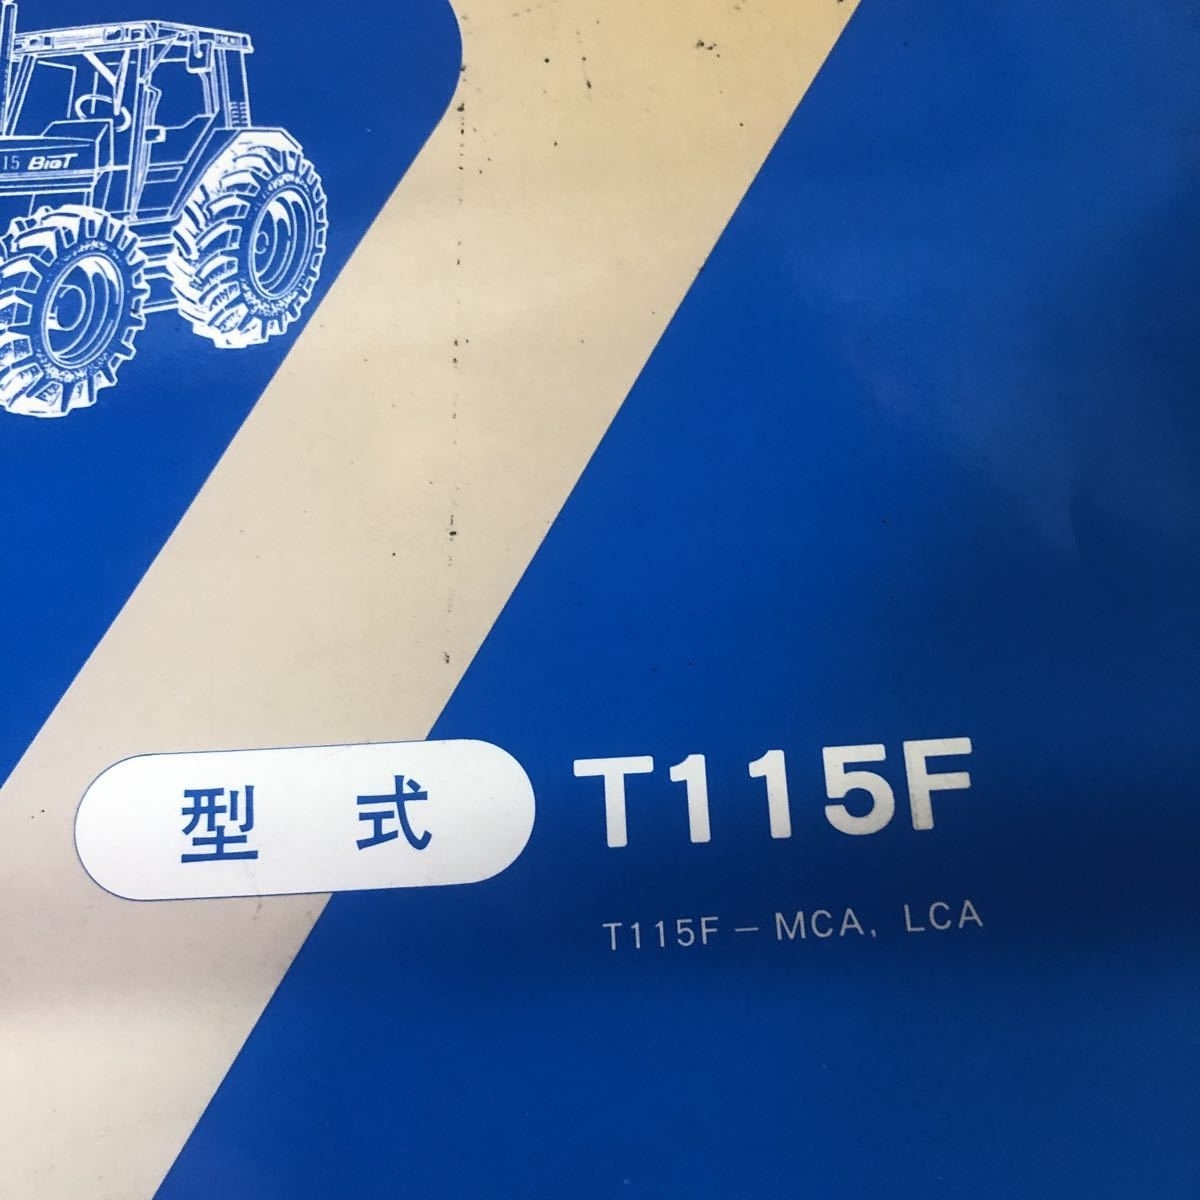 15 BIGT
型式 T115F
T115F－MCA, LCA